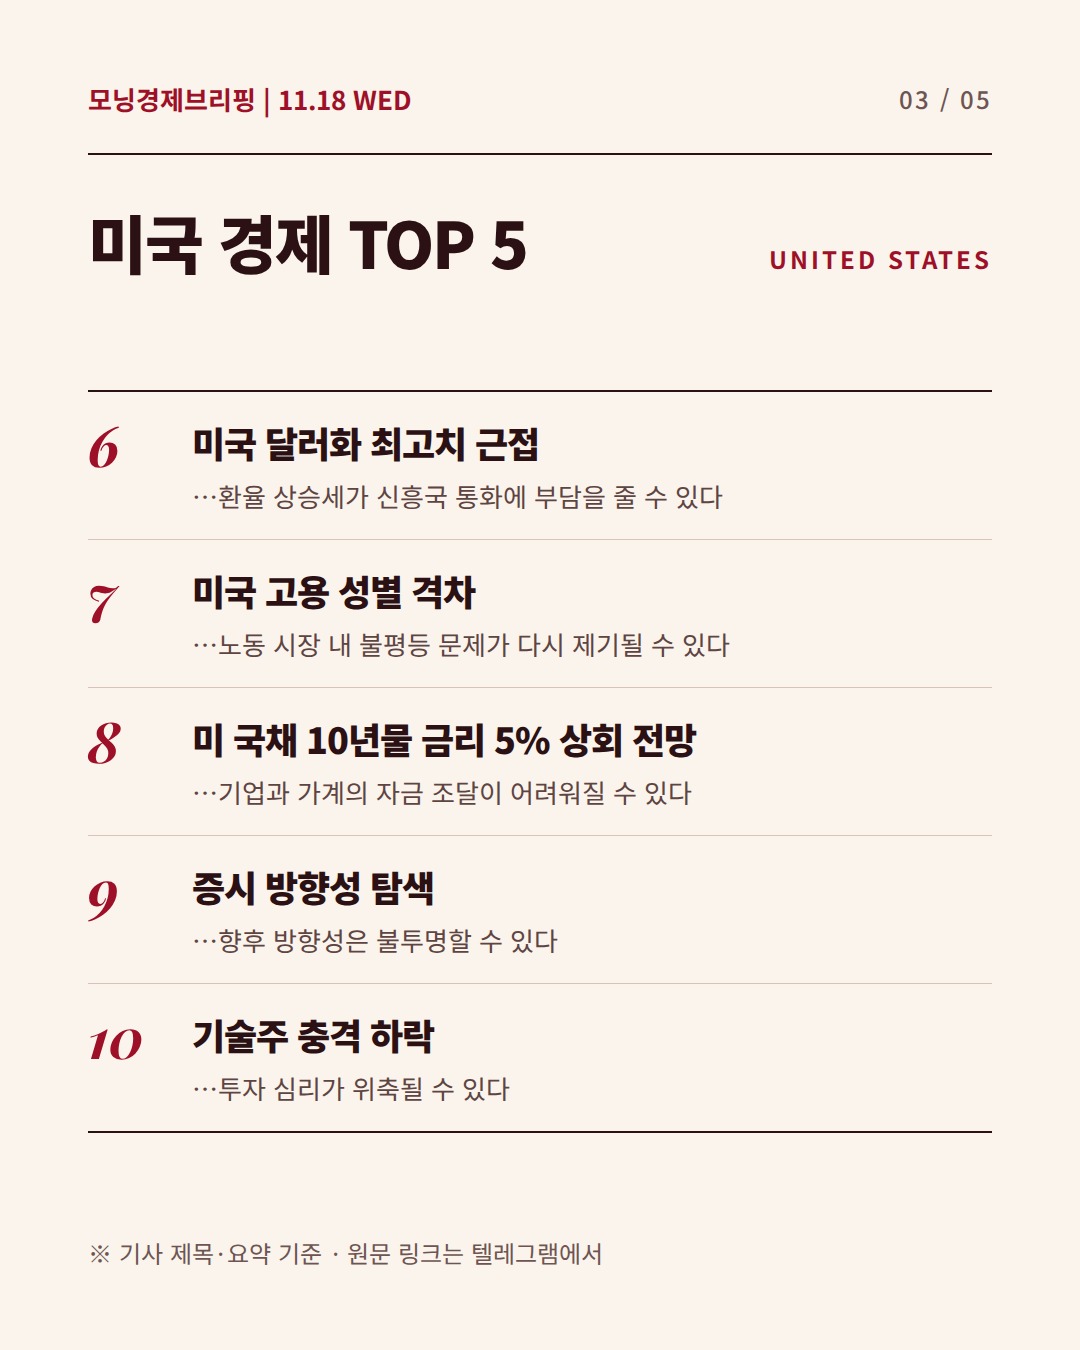 모닝경제브리핑 | 11.18 WED
03 / 05
미국 경제 TOP 5
UNITED STATES
6
미국 달러화 최고치 근접
…환율 상승세가 신흥국 통화에 부담을 줄 수 있다
7
미국 고용 성별 격차
…노동 시장 내 불평등 문제가 다시 제기될 수 있다
8
미 국채 10년물 금리 5% 상회 전망
…기업과 가계의 자금 조달이 어려워질 수 있다
9
증시 방향성 탐색
…향후 방향성은 불투명할 수 있다
10
기술주 충격 하락
…투자 심리가 위축될 수 있다
※ 기사 제목·요약 기준 · 원문 링크는 텔레그램에서